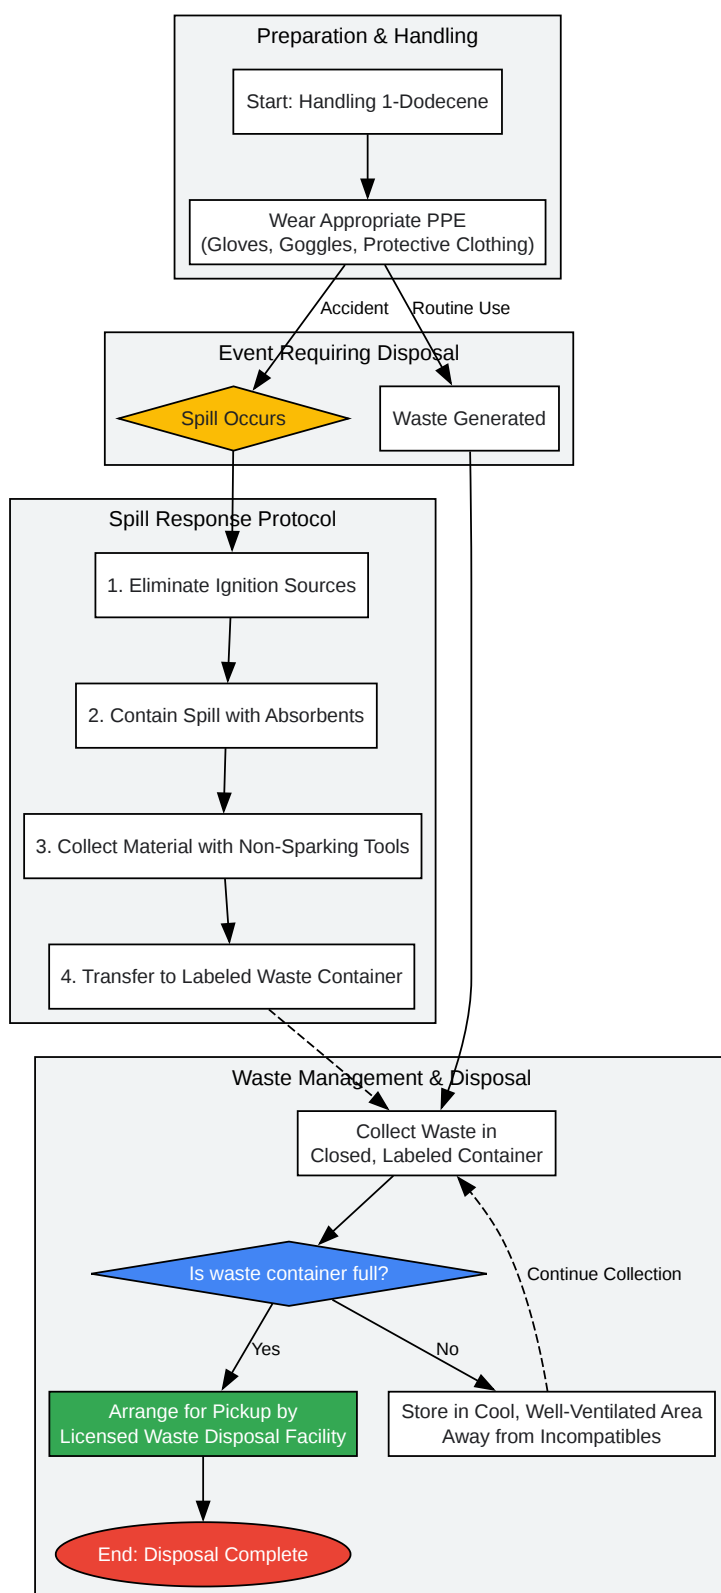 Preparation & Handling
Start: Handling 1-Dodecene
Wear Appropriate PPE
(Gloves, Goggles, Protective Clothing)
Accident
Routine Use
Event Requiring Disposal
Spill Occurs
Waste Generated
Spill Response Protocol
1. Eliminate Ignition Sources
2. Contain Spill with Absorbents
3. Collect Material with Non-Sparking Tools
4. Transfer to Labeled Waste Container
Waste Management & Disposal
Collect Waste in
Closed, Labeled Container
Is waste container full?
Continue Collection
Yes
No
Arrange for Pickup by
Licensed Waste Disposal Facility
Store in Cool, Well-Ventilated Area
Away from Incompatibles
End: Disposal Complete